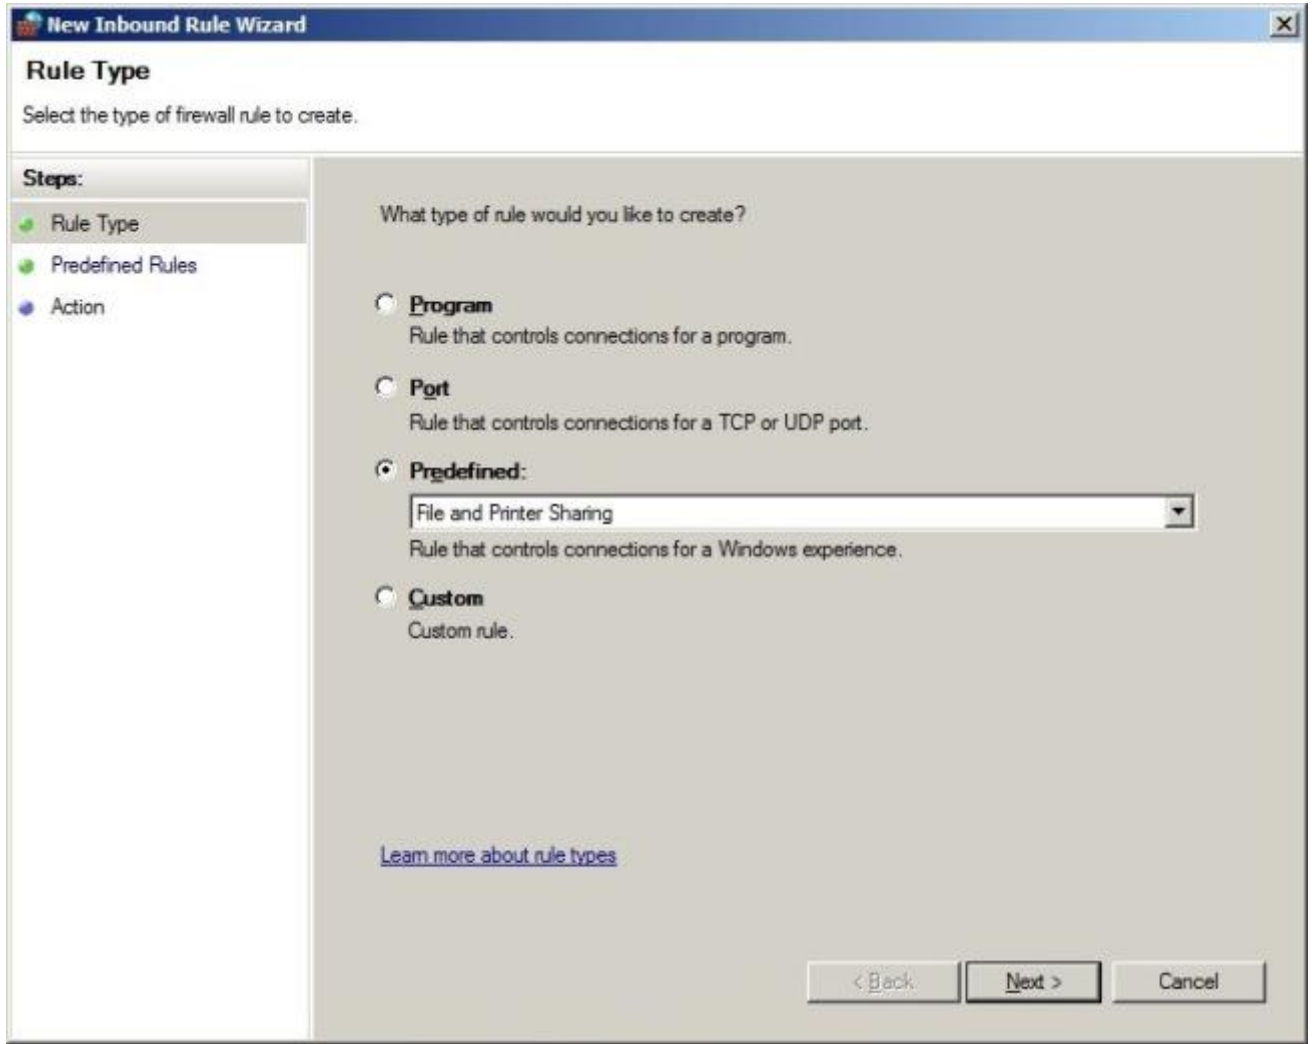 New Inbound Rule Wizard
Rule Type
Select the type of firewall rule to create.
Steps:
Rule Type
Predefined Rules
Action
What type of rule would you like to create?
Program
Rule that controls connections for a program.
Port
Rule that controls connections for a TCP or UDP port.
Predefined:
File and Printer Sharing
Rule that controls connections for a Windows experience.
Custom
Custom rule.
Learn more about rule types
< Back
Next >
Cancel